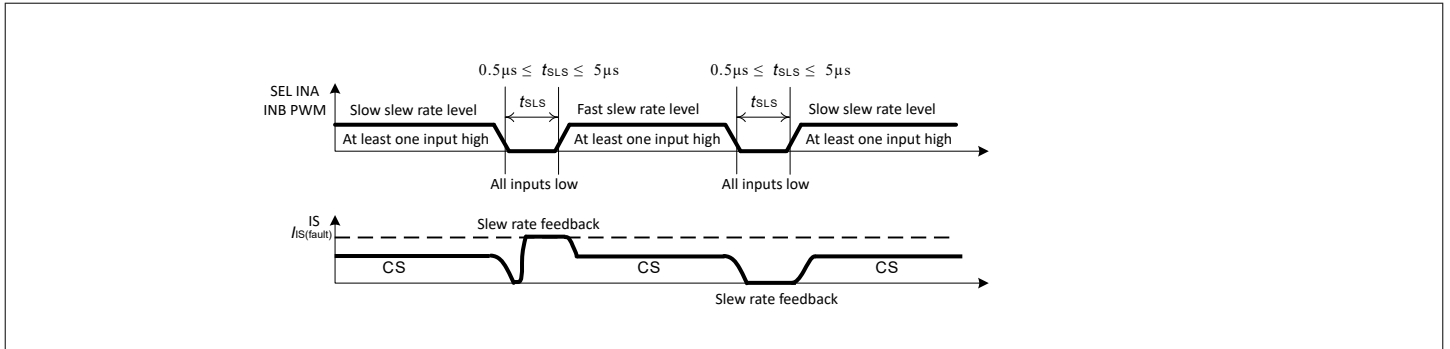 0.5µs ≤ tSLS ≤ 5µs
0.5µs ≤ tSLS ≤ 5µs
SEL INA
INB PWM
Slow slew rate level
tSLS
Fast slew rate level
tSLS
Slow slew rate level
At least one input high
At least one input high
At least one input high
All inputs low
All inputs low
IS
IIS(fault)
Slew rate feedback
CS
CS
CS
Slew rate feedback